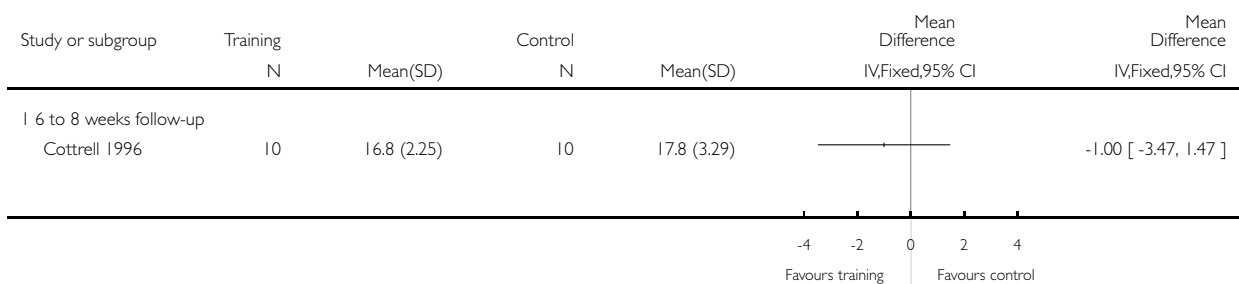 Mean Mean
Study or subgroup Training Control Difference Difference
N Mean(SD) N Mean(SD) IV,Fixed,95% CI IV,Fixed,95% CI
1 6 to 8 weeks follow-up
Cottrell 1996 10 16.8 (2.25) 10 17.8 (3.29) -1.00 [ -3.47, 1.47 ]
-4 -2 0 2 4
Favours training Favours control